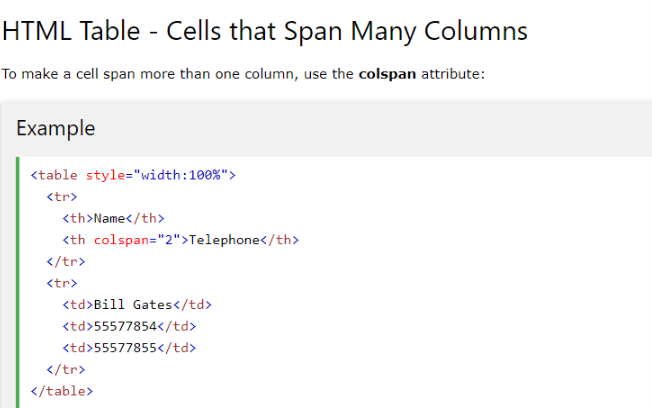 HTML Table - Cells that Span Many Columns
To make a cell span more than one column, use the colspan attribute:
Example
<table style="width:100%">
  <tr>
    <th>Name</th>
    <th colspan="2">Telephone</th>
  </tr>
  <tr>
    <td>Bill Gates</td>
    <td>55577854</td>
    <td>55577855</td>
  </tr>
</table>